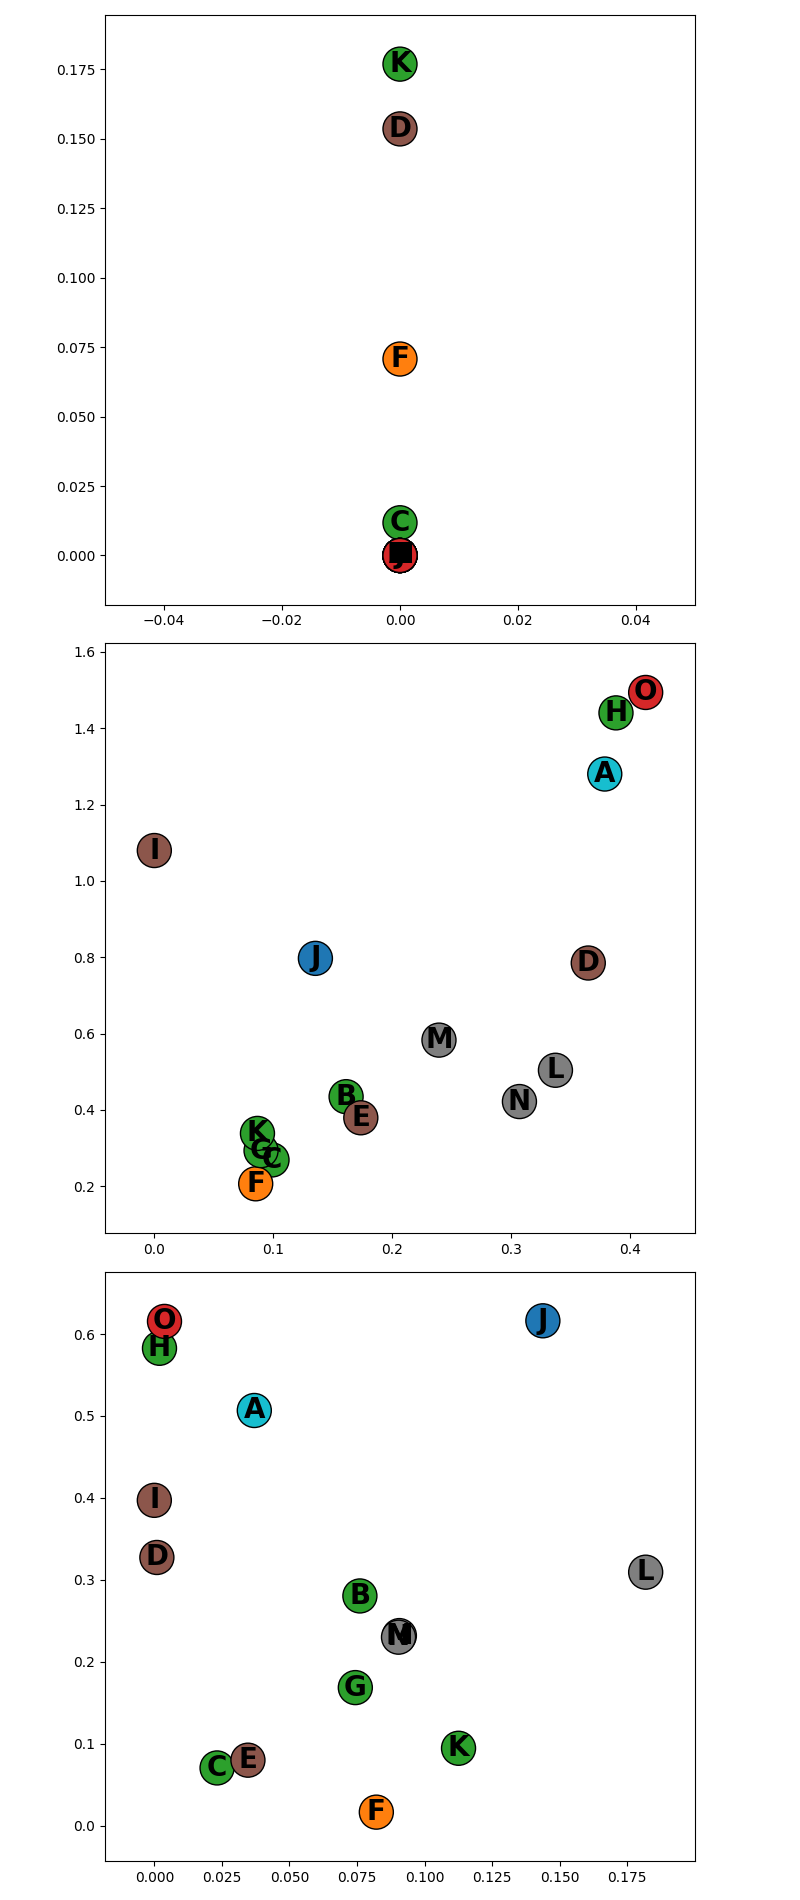 0.175
K
0.150
D
0.125
0.100
0.075
F
0.050
0.025
C
0.000
−0.04 −0.02 0.00 0.02 0.04
1.6
O
H
1.4
A
1.2
I
1.0
J D
0.8
M
0.6
L
B N
0.4
E
K
G C
F
0.2
0.0 0.1 0.2 0.3 0.4
O J
0.6
H
A
0.5
I
0.4
D
L
0.3
B
M
0.2
G
K
0.1
C E
F
0.0
0.000 0.025 0.050 0.075 0.100 0.125 0.150 0.175